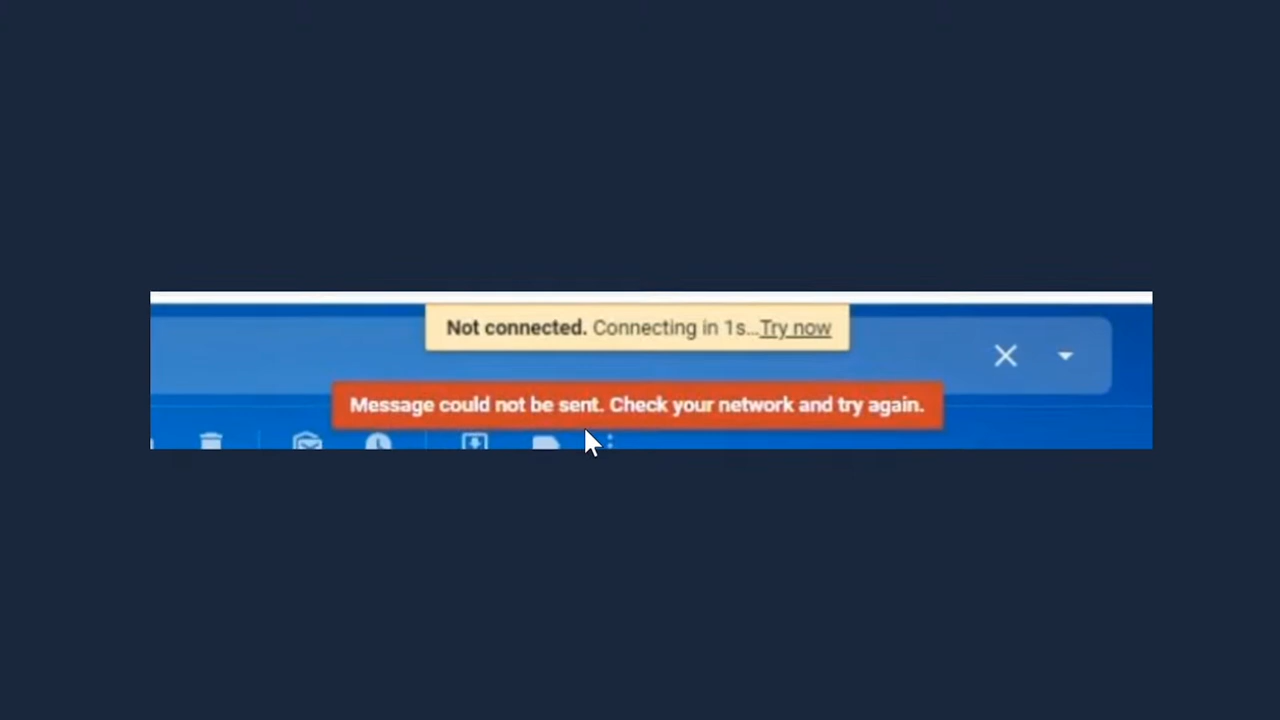 Not connected. Connecting in 1s...Try now
Message could not be sent. Check your network and try again.